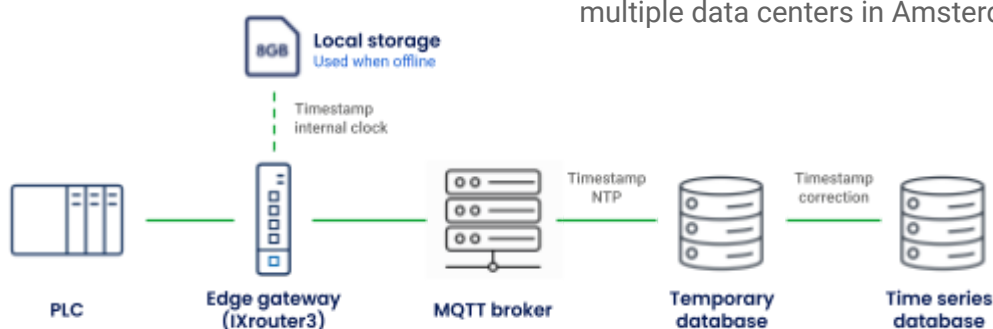 multiple data centers in Amsterd
8GB
Local storage
Used when offline
Timestamp
internal clock
Timestamp
NTP
Timestamp
correction
PLC
Edge gateway
(IXrouter3)
MQTT broker
Temporary
database
Time series
database